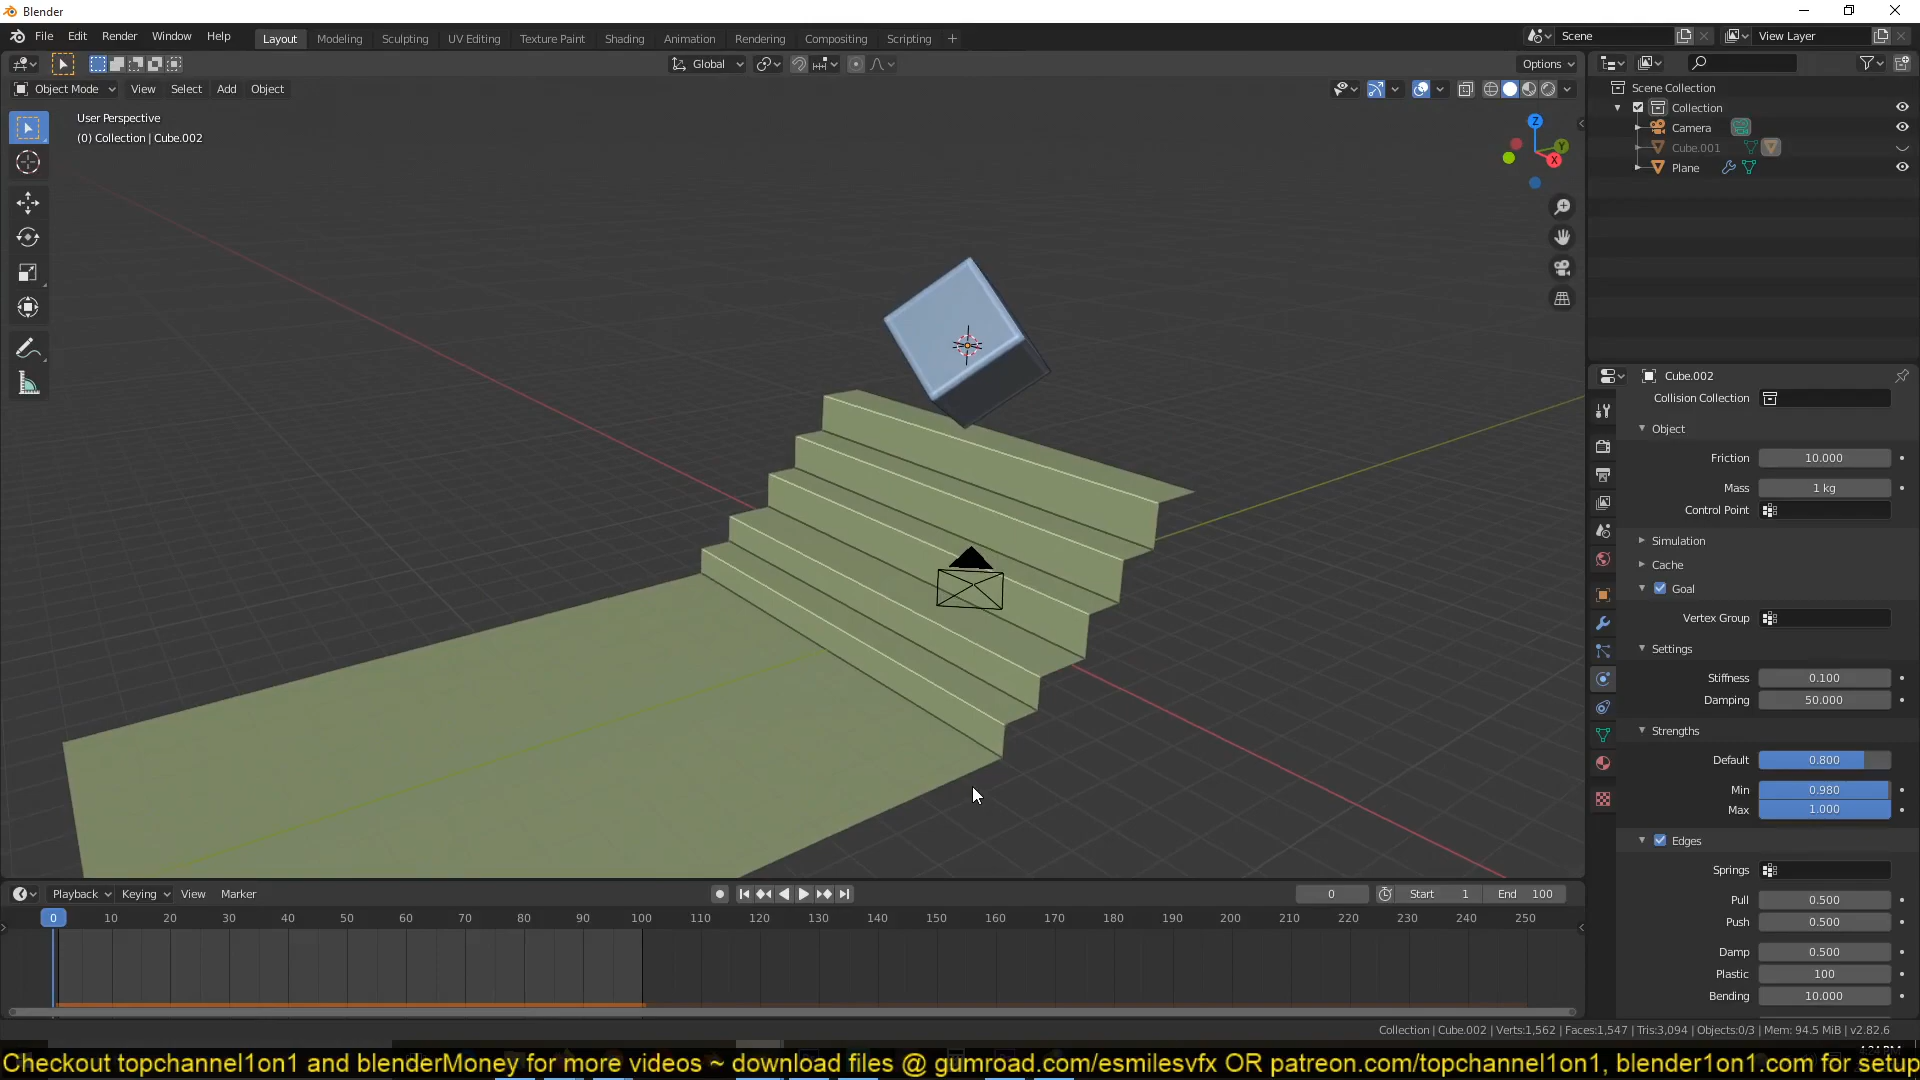 Blender
File Edit Render Window Help Layout Modeling Sculpting UV Editing Texture Paint Shading Animation Rendering Compositing Scripting + Scene View Layer
Global Options
Object Mode View Select Add Object
User Perspective
(0) Collection | Cube.002
Z
Y
X
Scene Collection
Collection
Camera
Cube.001
Plane
Cube.002
Collision Collection
Object
Friction 10.000
Mass 1 kg
Control Point
Simulation
Cache
Goal
Vertex Group
Settings
Stiffness 0.100
Damping 50.000
Strengths
Default 0.800
Min 0.980
Max 1.000
Edges
Springs
Pull 0.500
Push 0.500
Damp 0.500
Plastic 100
Bending 10.000
Playback Keying View Marker 0 Start 1 End 100
0 10 20 30 40 50 60 70 80 90 100 110 120 130 140 150 160 170 180 190 200 210 220 230 240 250
Collection | Cube.002 | Verts:1,562 | Faces:1,547 | Tris:3,094 | Objects:0/3 | Mem: 94.5 MiB | v2.82.6
Checkout topchannel1on1 and blenderMoney for more videos ~ download files @ gumroad.com/esmilesvfx OR patreon.com/topchannel1on1, blender1on1.com for setup